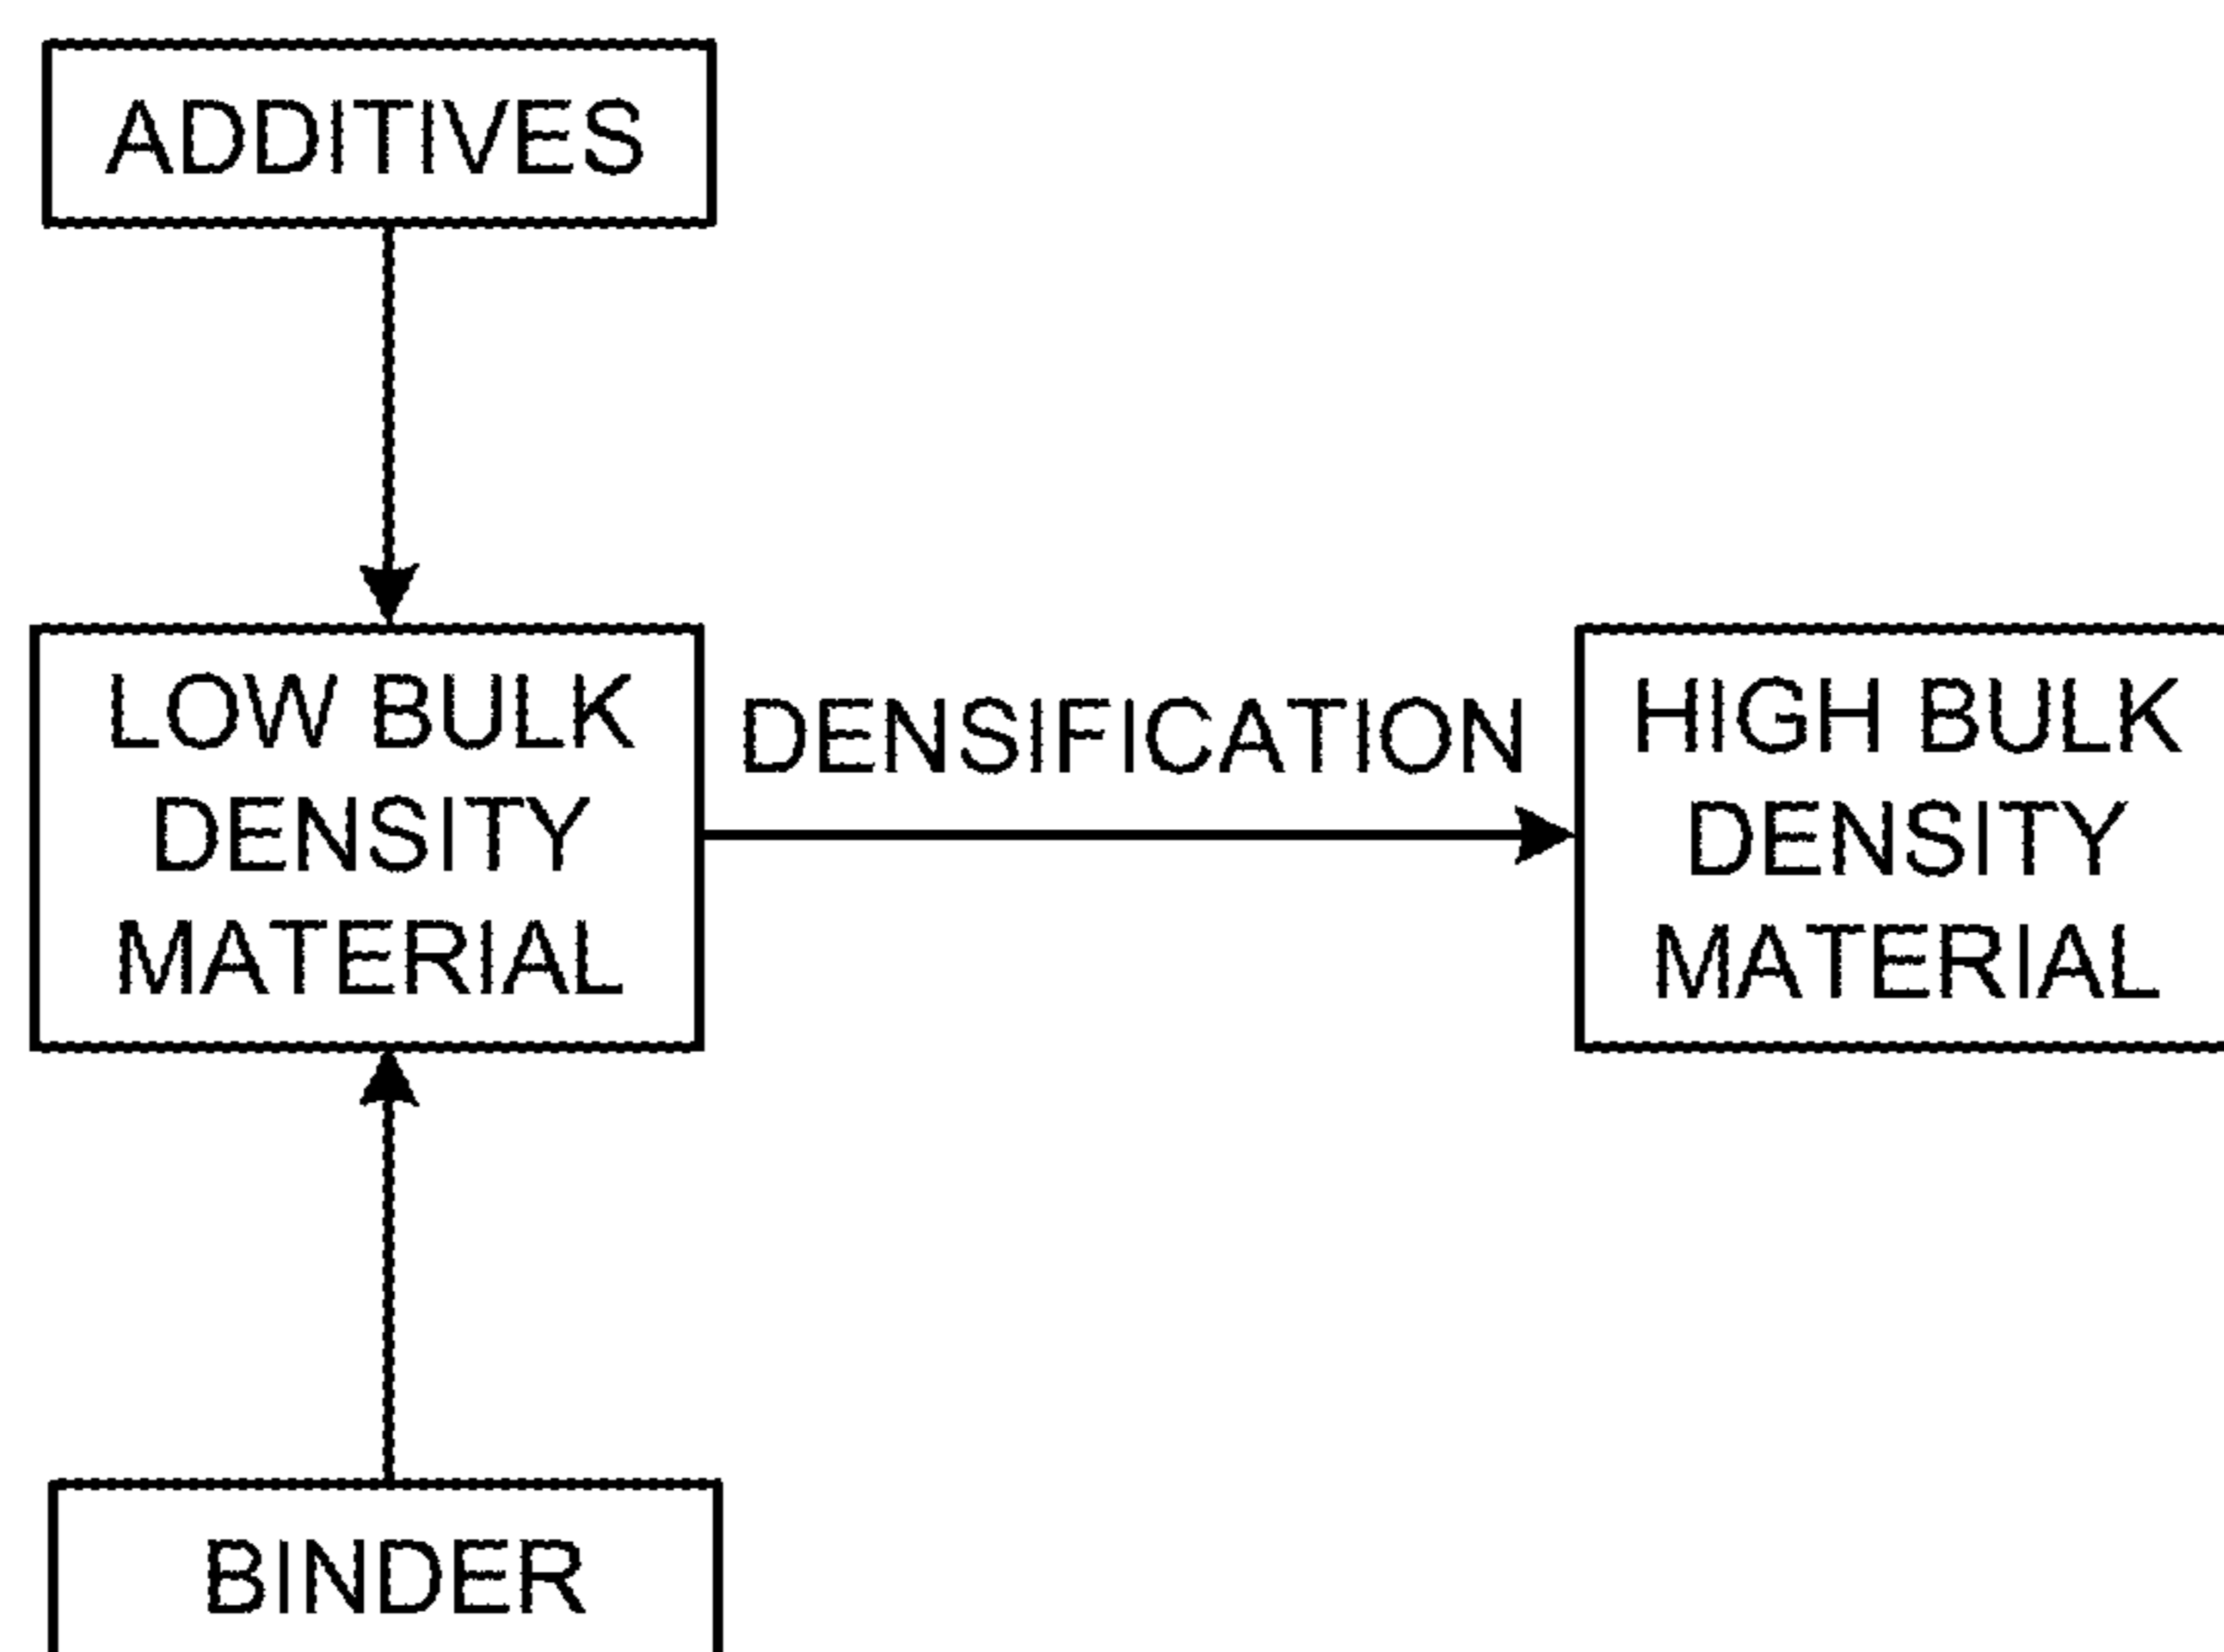 ADDITIVES
LOW BULK
DENSITY
MATERIAL
DENSIFICATION
HIGH BULK
DENSITY
MATERIAL
BINDER